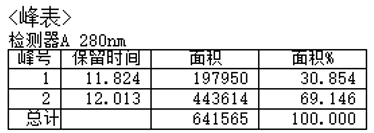 <峰表>
检测器A 280nm
峰号 保留时间 面积 面积%
1 11.824 197950 30.854
2 12.013 443614 69.146
总计 641565 100.000